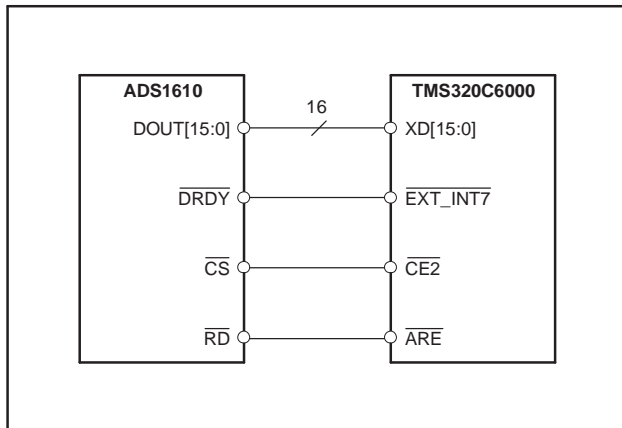 ADS1610
TMS320C6000
16
DOUT[15:0]
XD[15:0]
DRDY
EXT_INT7
CS
CE2
RD
ARE